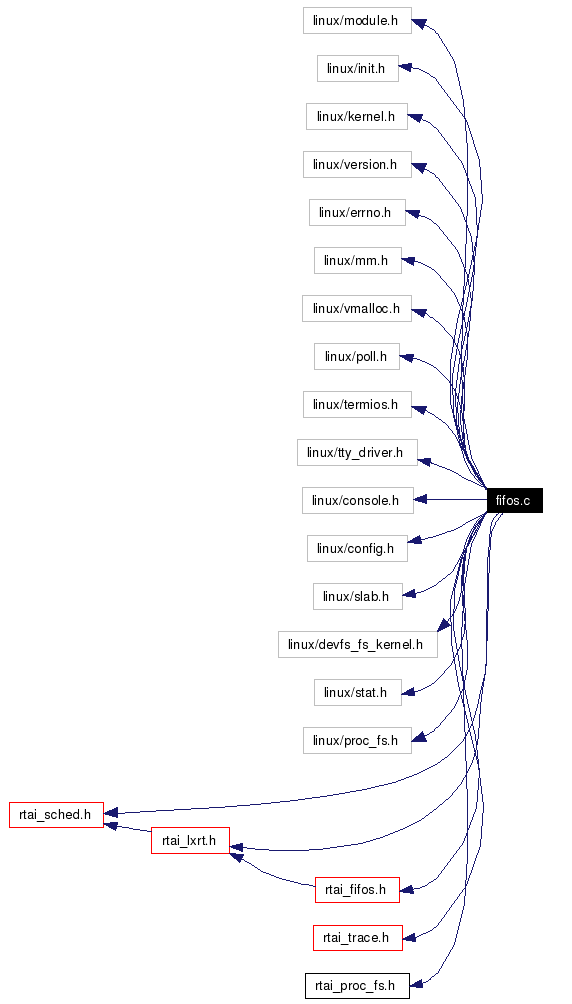 linux/module.h
linux/init.h
linux/kernel.h
linux/version.h
linux/errno.h
linux/mm.h
linux/vmalloc.h
linux/poll.h
linux/termios.h
linux/tty_driver.h
linux/console.h
fifos.c
linux/config.h
linux/slab.h
linux/devfs_fs_kernel.h
linux/stat.h
linux/proc_fs.h
rtai_sched.h
rtai_lxrt.h
rtai_fifos.h
rtai_trace.h
rtai_proc_fs.h